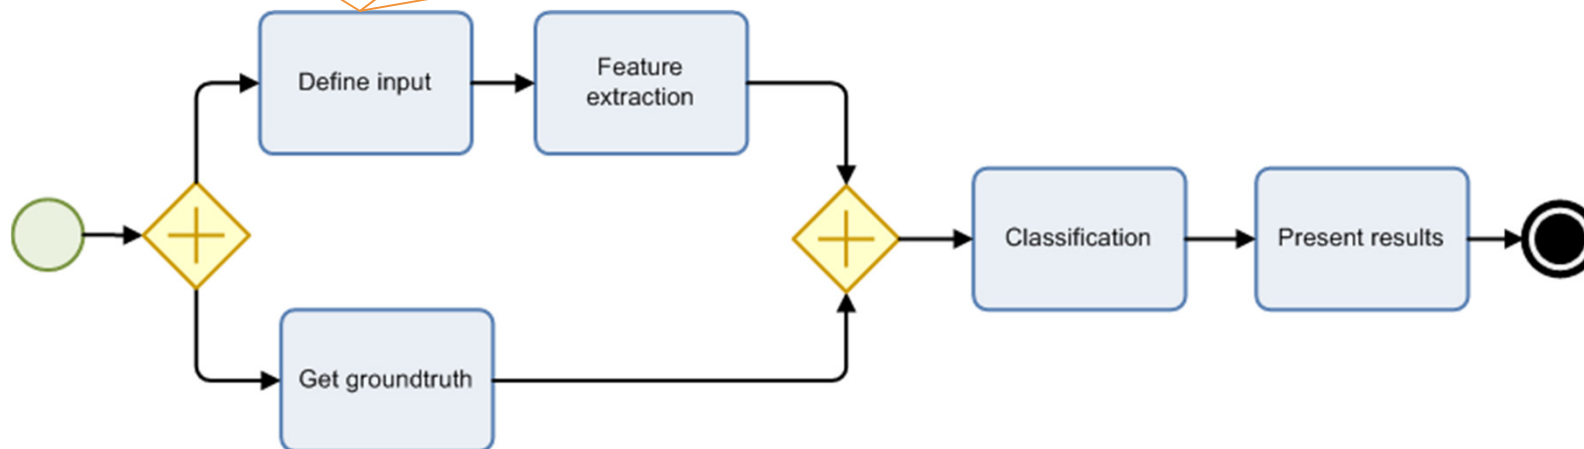 Define input
Feature
extraction
Classification
Present results
Get groundtruth